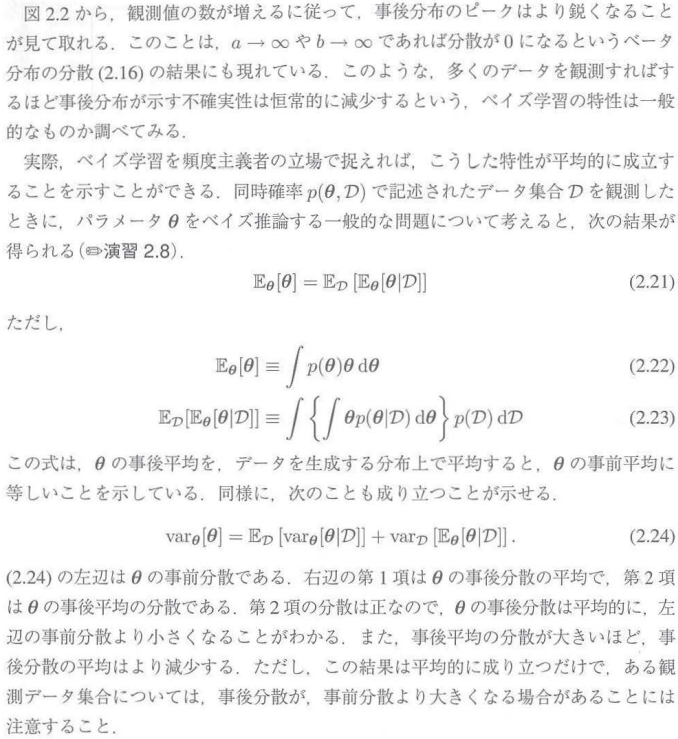 図2.2から，観測値の数が増えるに従って，事後分布のピークはより鋭くなること
が見て取れる．このことは，a → ∞ や b → ∞ であれば分散が0になるというベータ
分布の分散(2.16)の結果にも現れている．このような，多くのデータを観測すればす
るほど事後分布が示す不確実性は恒常的に減少するという，ベイズ学習の特性は一般
的なものか調べてみる．
実際，ベイズ学習を頻度主義者の立場で捉えれば，こうした特性が平均的に成立す
ることを示すことができる．同時確率 p(θ, D) で記述されたデータ集合 D を観測した
ときに，パラメータ θ をベイズ推論する一般的な問題について考えると，次の結果が
得られる(✏演習 2.8)．
𝔼θ[θ] = 𝔼D [𝔼θ[θ|D]] (2.21)
ただし，
𝔼θ[θ] ≡ ∫ p(θ)θ dθ (2.22)
𝔼D[𝔼θ[θ|D]] ≡ ∫ { ∫ θp(θ|D) dθ } p(D) dD (2.23)
この式は，θ の事後平均を，データを生成する分布上で平均すると，θ の事前平均に
等しいことを示している．同様に，次のことも成り立つことが示せる．
varθ[θ] = 𝔼D [varθ[θ|D]] + varD [𝔼θ[θ|D]] . (2.24)
(2.24)の左辺は θ の事前分散である．右辺の第1項は θ の事後分散の平均で，第2項
は θ の事後平均の分散である．第2項の分散は正なので，θ の事後分散は平均的に，左
辺の事前分散より小さくなることがわかる．また，事後平均の分散が大きいほど，事
後分散の平均はより減少する．ただし，この結果は平均的に成り立つだけで，ある観
測データ集合については，事後分散が，事前分散より大きくなる場合があることには
注意すること．